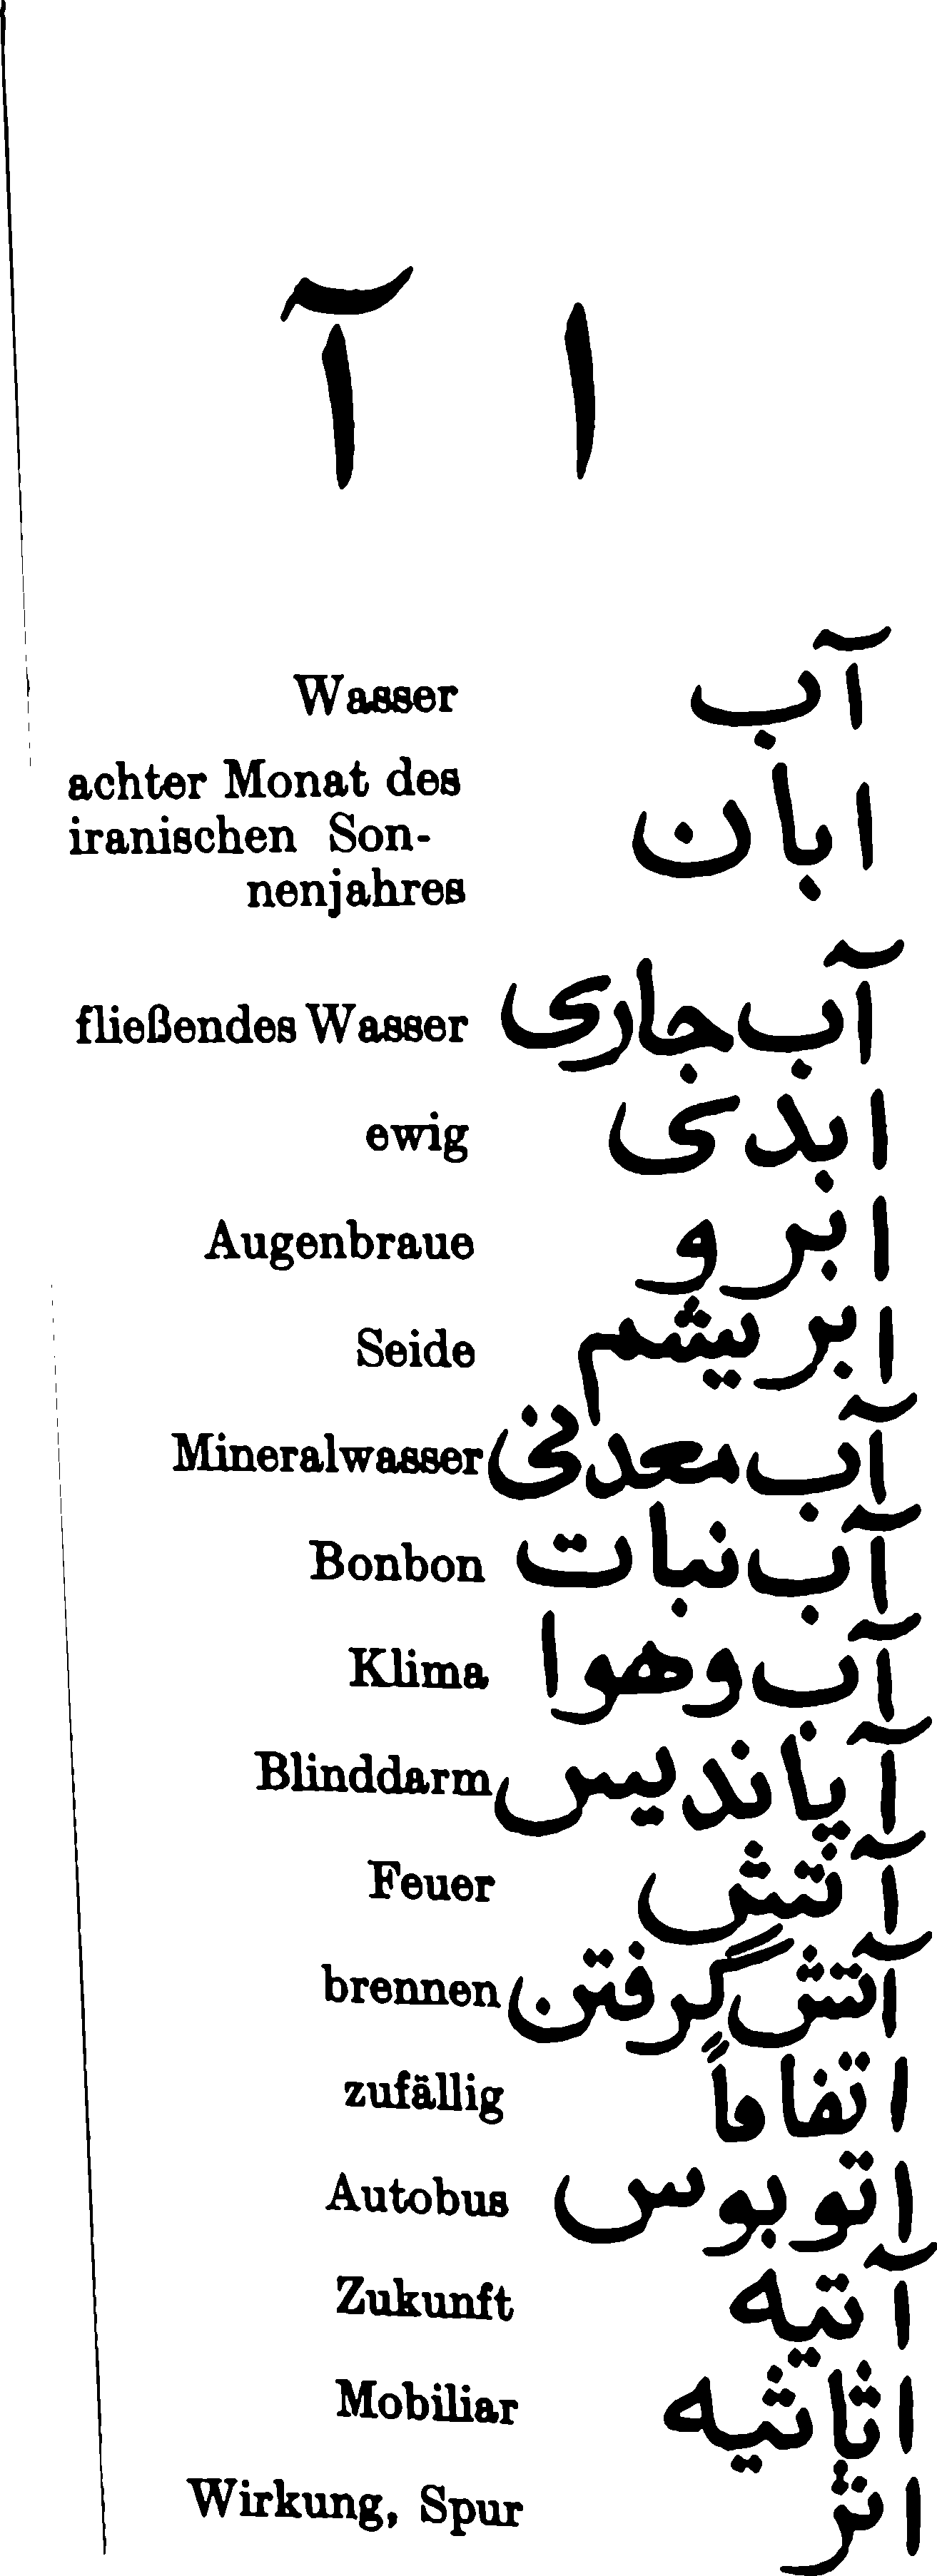 آ ا
Wasser آب
achter Monat des
iranischen Son-
nenjahres ابان
fließendes Wasser آب جاری
ewig ابدی
Augenbraue ابرو
Seide ابریشم
Mineralwasser آب معدنی
Bonbon آب نبات
Klima آب وهوا
Blinddarm آپاندیس
Feuer آتش
brennen آتش گرفتن
zufällig اتفاقاً
Autobus اتوبوس
Zukunft آتیه
Mobiliar اثاثیه
Wirkung, Spur اثر